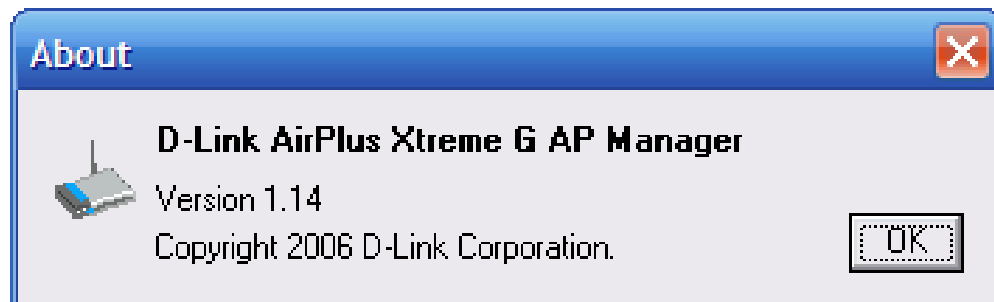 About
D-Link AirPlus Xtreme G AP Manager
Version 1.14
Copyright 2006 D-Link Corporation.
OK